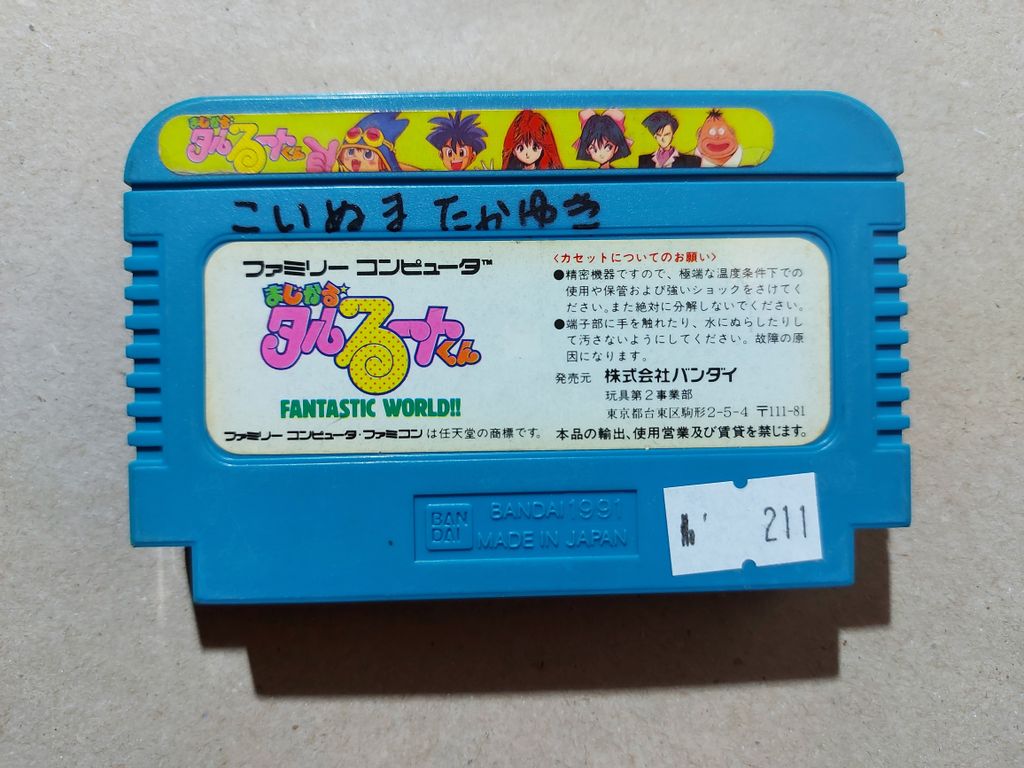 まじかる☆
タルるートくん
こいぬま たかゆき
ファミリー コンピュータ™
まじかる☆
タルるートくん
FANTASTIC WORLD!!
ファミリー コンピュータ・ファミコン は任天堂の商標です。
〈カセットについてのお願い〉
●精密機器ですので、極端な温度条件下での
使用や保管および強いショックをさけてく
ださい。また絶対に分解しないでください。
●端子部に手を触れたり、水にぬらしたりし
て汚さないようにしてください。故障の原
因になります。
発売元 株式会社バンダイ
玩具第2事業部
東京都台東区駒形2-5-4 〒111-81
本品の輸出、使用営業及び賃貸を禁じます。
BAN
DAI
BANDAI 1991
MADE IN JAPAN
211